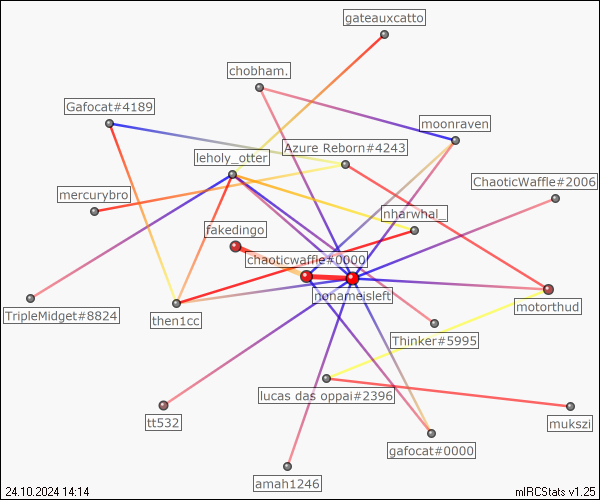 gateauxcatto
chobham.
Gafocat#4189
moonraven
Azure Reborn#4243
leholy_otter
ChaoticWaffle#2006
mercurybro
nharwhal_
fakedingo
chaoticwaffle#0000
nonameisleft
motorthud
TripleMidget#8824
then1cc
Thinker#5995
lucas das oppai#2396
tt532
mukszi
gafocat#0000
amah1246
24.10.2024 14:14
mIRCStats v1.25